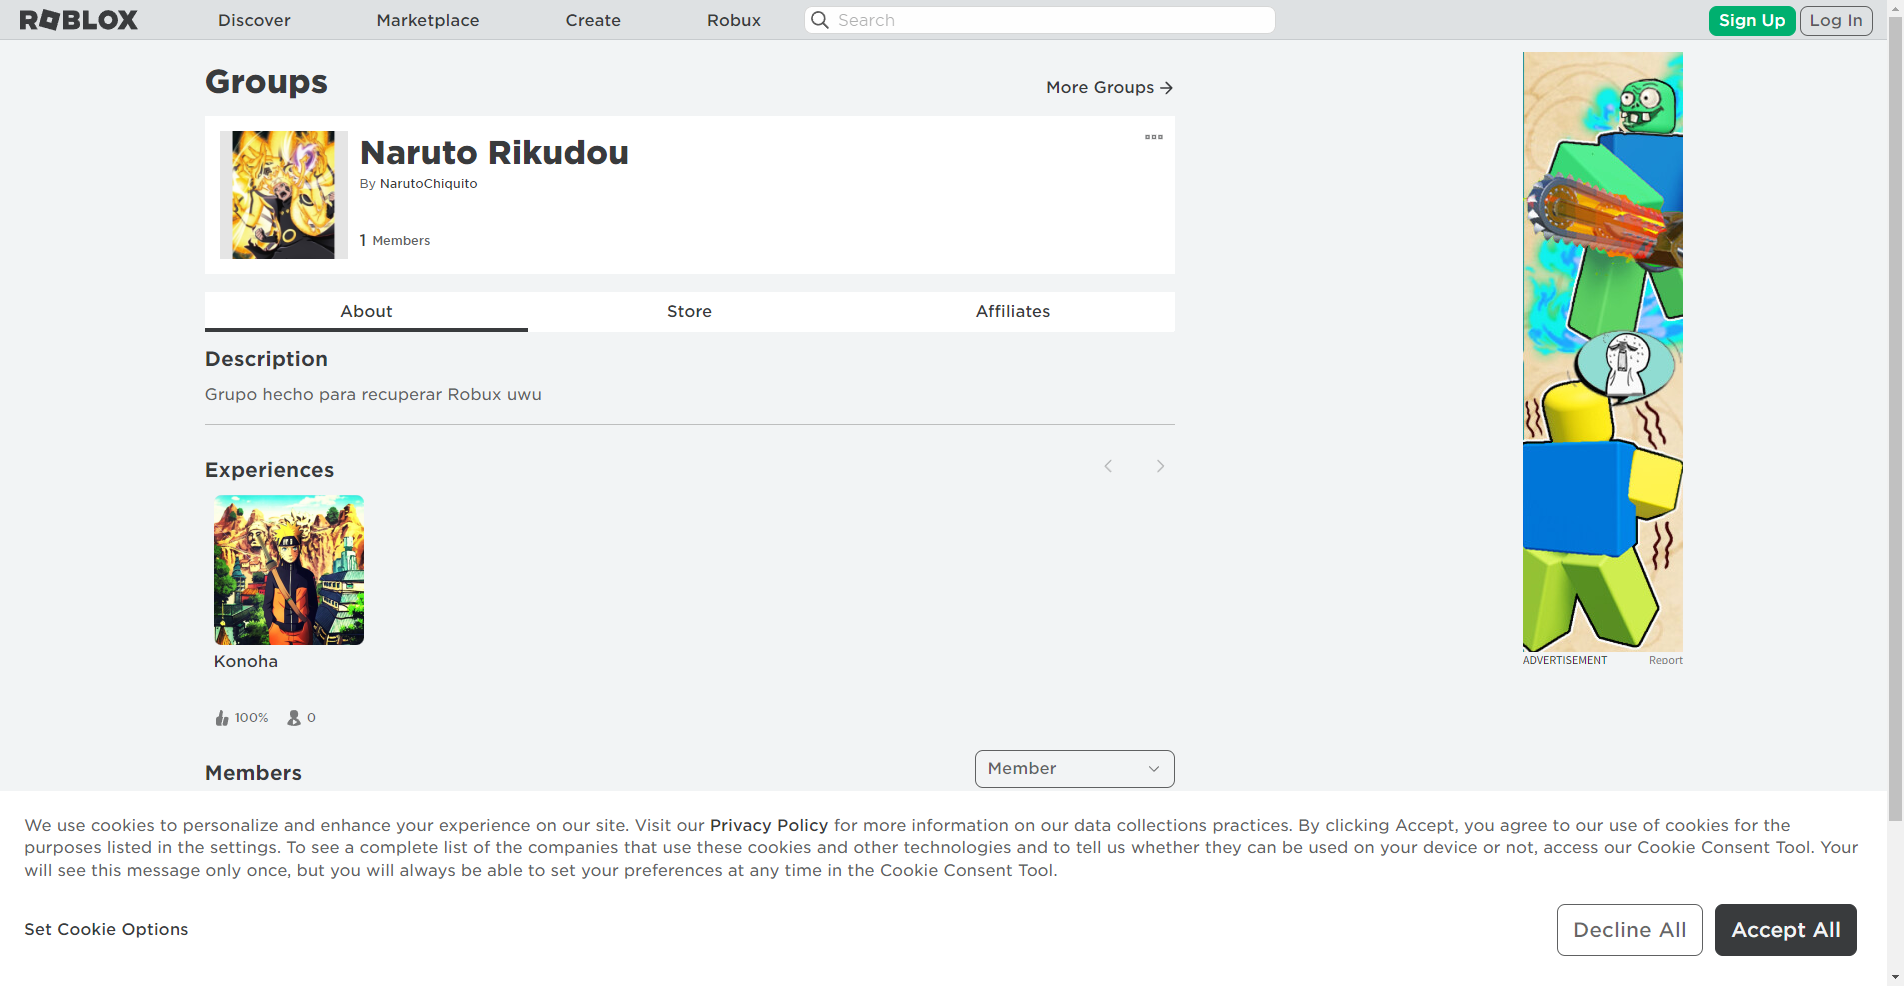 ROBLOX
Discover
Marketplace
Create
Robux
Search
Sign Up
Log In
Groups
More Groups
Naruto Rikudou
By NarutoChiquito
1 Members
About
Store
Affiliates
Description
Grupo hecho para recuperar Robux uwu
Experiences
Konoha
100%
0
ADVERTISEMENT
Report
Members
Member
We use cookies to personalize and enhance your experience on our site. Visit our Privacy Policy for more information on our data collections practices. By clicking Accept, you agree to our use of cookies for the
purposes listed in the settings. To see a complete list of the companies that use these cookies and other technologies and to tell us whether they can be used on your device or not, access our Cookie Consent Tool. Your
will see this message only once, but you will always be able to set your preferences at any time in the Cookie Consent Tool.
Set Cookie Options
Decline All
Accept All